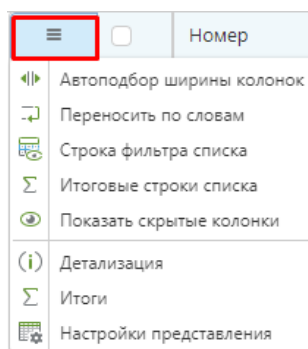 Номер
Автоподбор ширины колонок
Переносить по словам
Строка фильтра списка
Итоговые строки списка
Показать скрытые колонки
Детализация
Итоги
Настройки представления